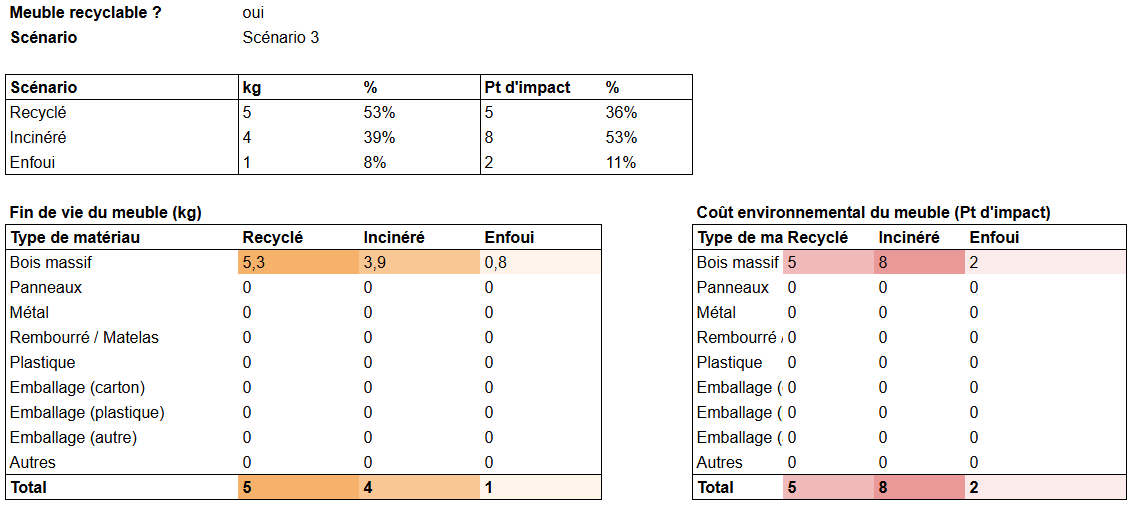 Meuble recyclable ? oui
Scénario Scénario 3
Scénario kg % Pt d'impact %
Recyclé 5 53% 5 36%
Incinéré 4 39% 8 53%
Enfoui 1 8% 2 11%
Fin de vie du meuble (kg)
Type de matériau Recyclé Incinéré Enfoui
Bois massif 5,3 3,9 0,8
Panneaux 0 0 0
Métal 0 0 0
Rembourré / Matelas 0 0 0
Plastique 0 0 0
Emballage (carton) 0 0 0
Emballage (plastique) 0 0 0
Emballage (autre) 0 0 0
Autres 0 0 0
Total 5 4 1
Coût environnemental du meuble (Pt d'impact)
Type de ma Recyclé Incinéré Enfoui
Bois massif 5 8 2
Panneaux 0 0 0
Métal 0 0 0
Rembourré / 0 0 0
Plastique 0 0 0
Emballage ( 0 0 0
Emballage ( 0 0 0
Emballage ( 0 0 0
Autres 0 0 0
Total 5 8 2